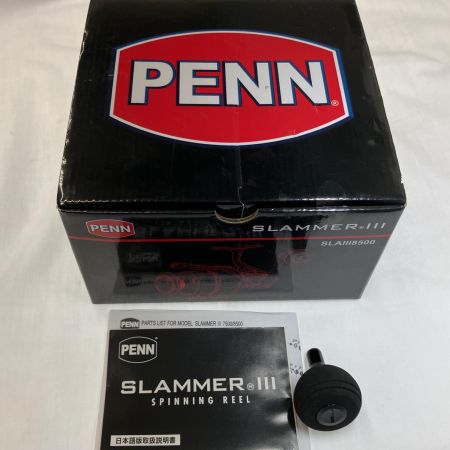 PENN®
PENN
SLAMMER®III
SLAIII8500
PENN PARTS LIST FOR MODEL SLAMMER III 7500/8500
PENN
SLAMMER®III
SPINNING REEL
日本語版取扱説明書